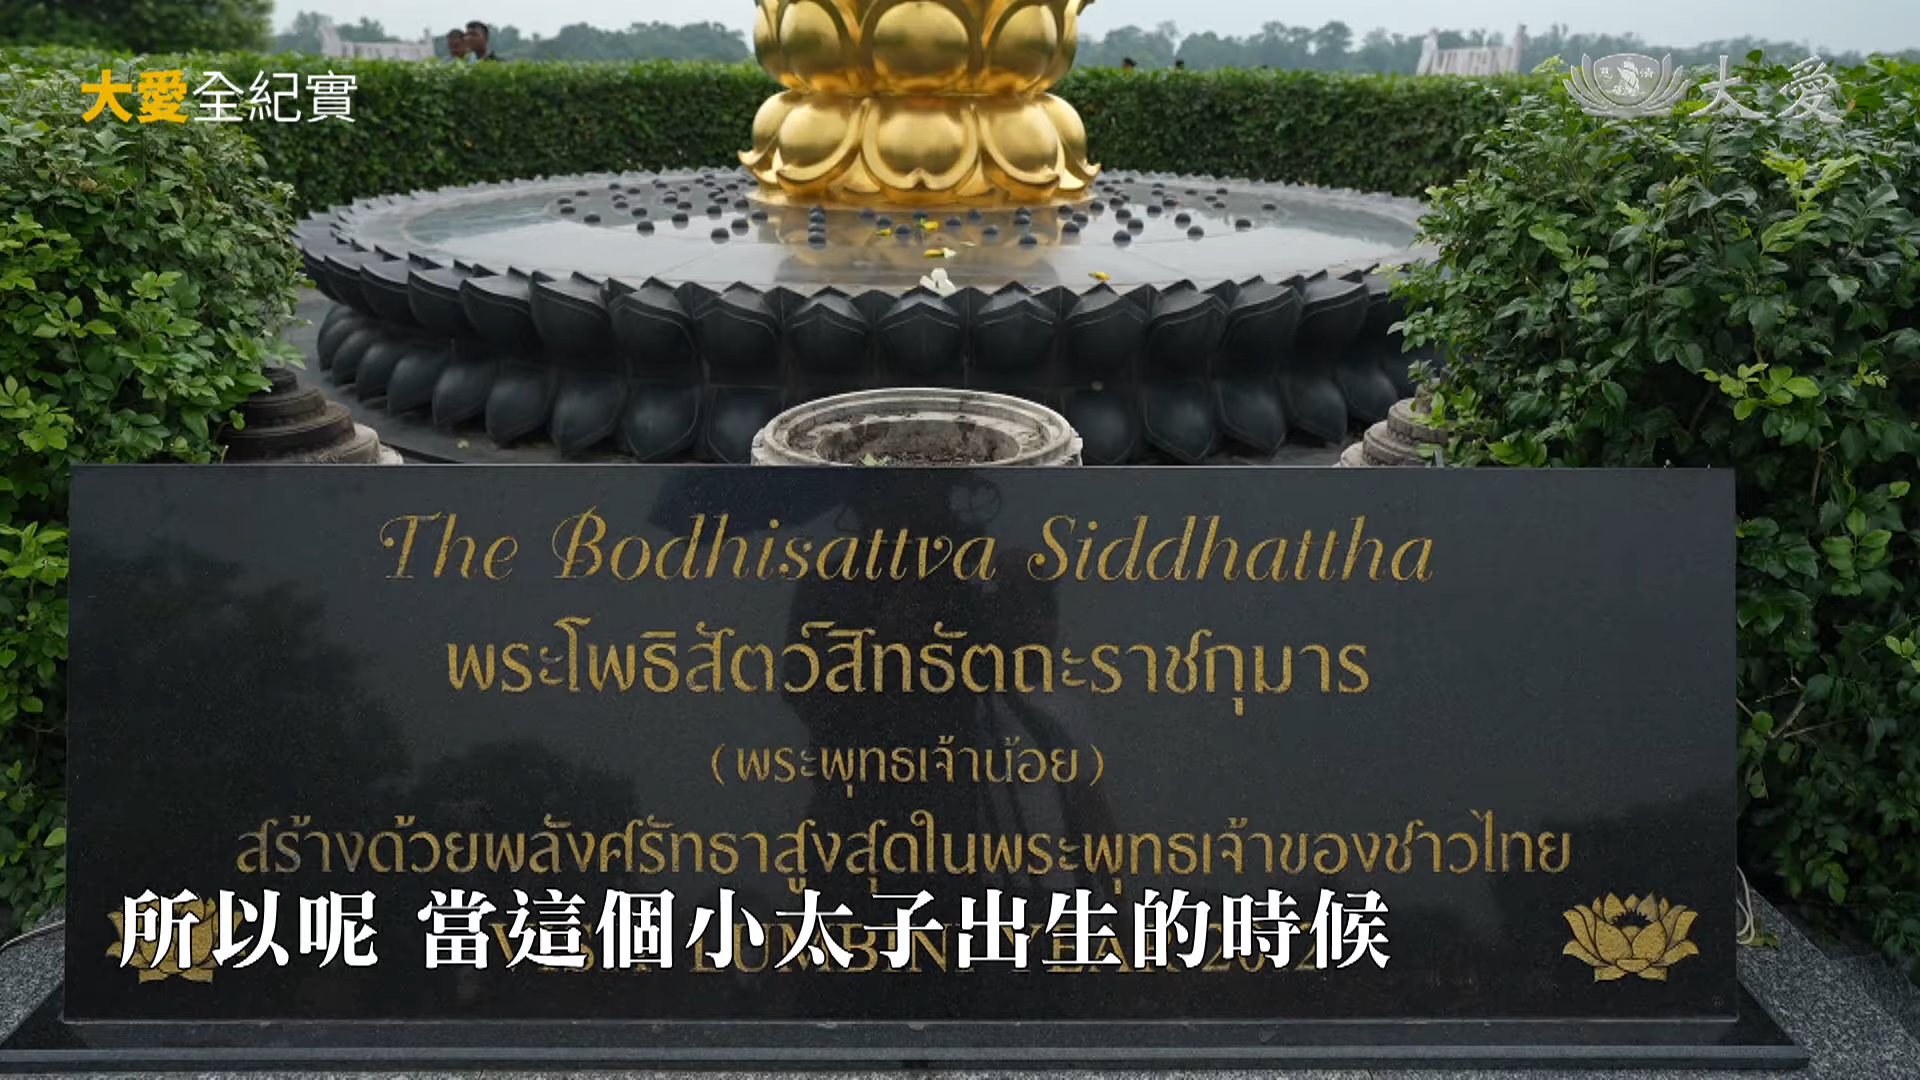 大愛全紀實
大愛
The Bodhisattva Siddhattha
พระโพธิสัตว์สิทธัตถะราชกุมาร
(พระพุทธเจ้าน้อย)
สร้างด้วยพลังศรัทธาสูงสุดในพระพุทธเจ้าของชาวไทย
VISIT LUMBINI YEAR 2012
所以呢 當這個小太子出生的時候